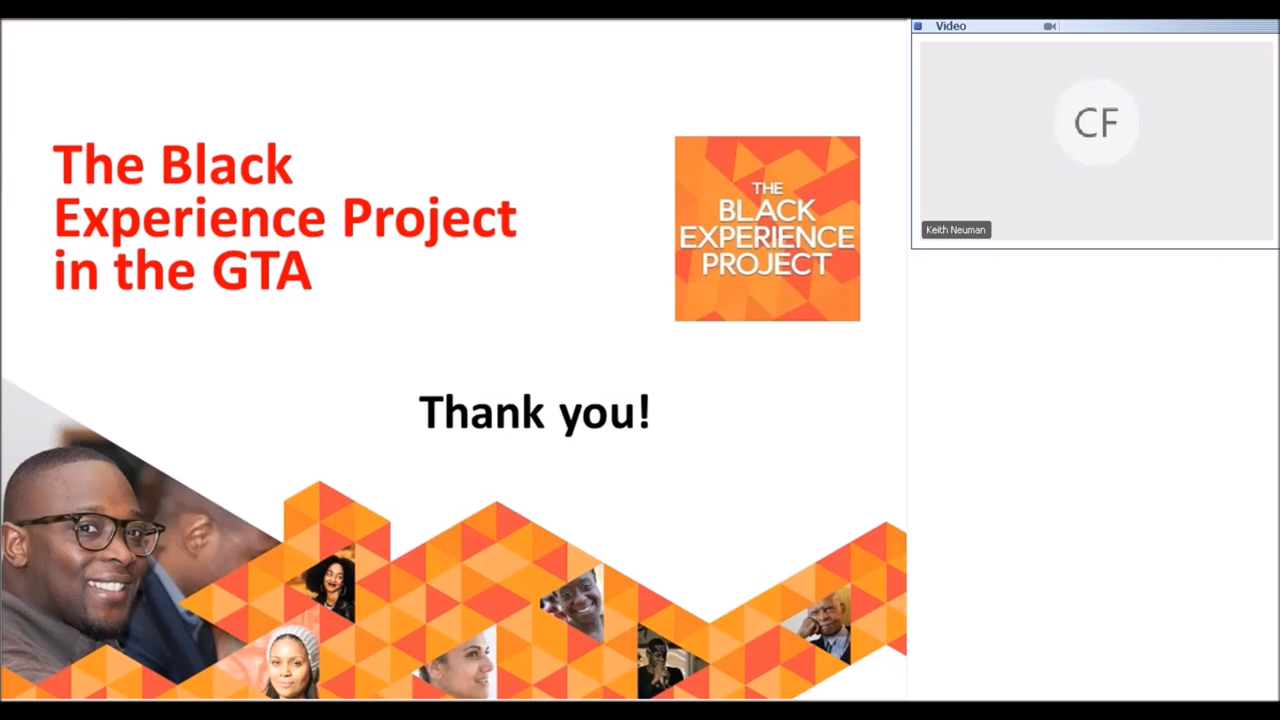 The Black
Experience Project
in the GTA
THE
BLACK
EXPERIENCE
PROJECT
Thank you!
Video
CF
Keith Neuman